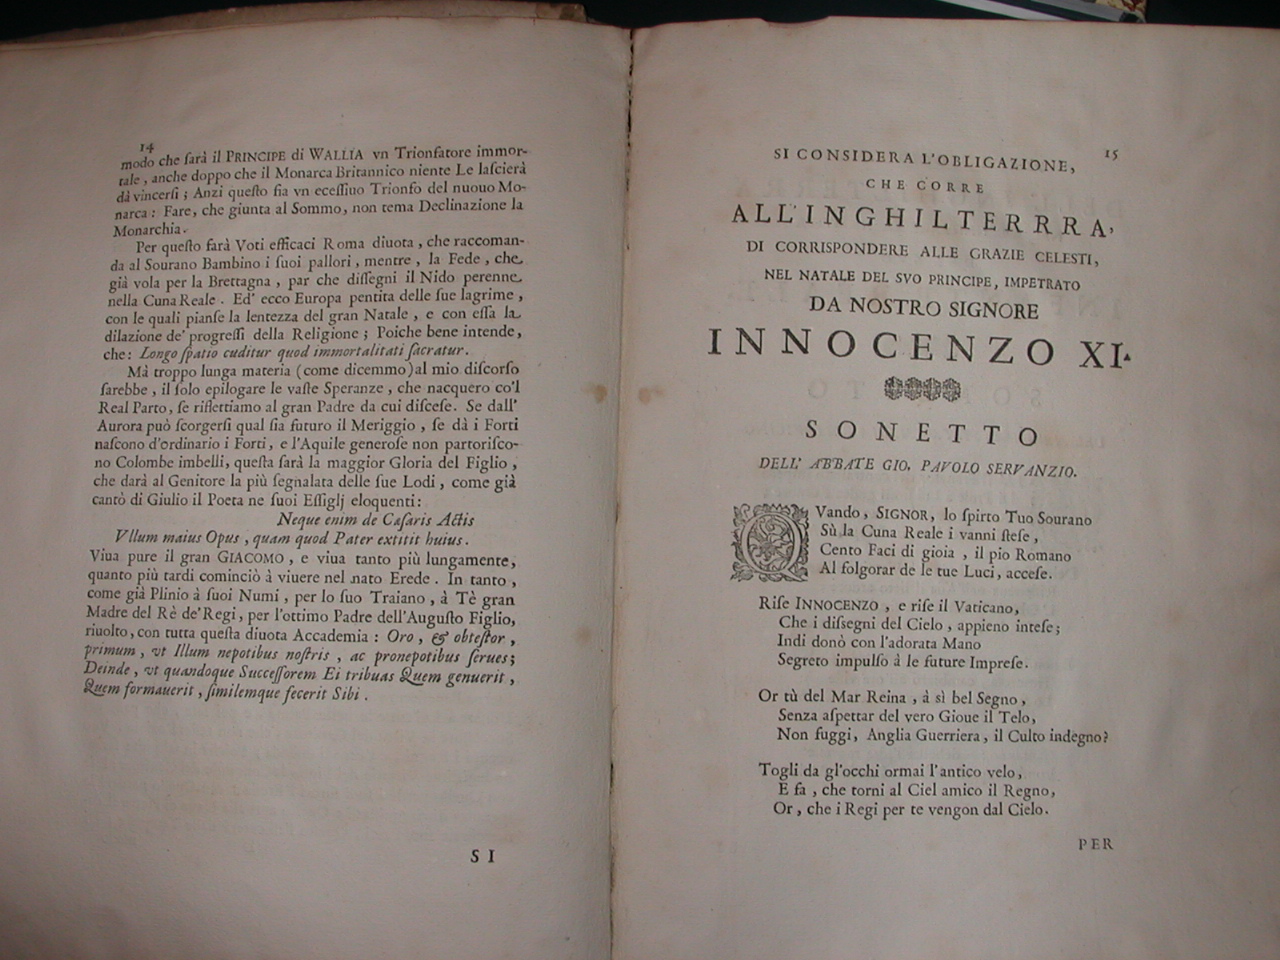 14
modo che ſarà il PRINCIPE di WALLIA vn Trionfatore immor-
tale, anche doppo che il Monarca Britannico niente Le laſcierà
dà vincerſi; Anzi queſto ſia vn eceſſiuo Trionfo del nuouo Mo-
narca: Fare, che giunta al Sommo, non tema Declinazione la
Monarchia.
Per queſto farà Voti efficaci Roma diuota, che raccoman-
da al Sourano Bambino i ſuoi pallori, mentre, la Fede, che
già vola per la Brettagna, par che diſſegni il Nido perenne
nella Cuna Reale. Ed' ecco Europa pentita delle ſue lagrime,
con le quali pianſe la lentezza del gran Natale, e con eſſa la
dilazione de' progreſſi della Religione; Poiche bene intende,
che: Longo ſpatio cuditur quod immortalitati ſacratur.
Mà troppo lunga materia (come dicemmo) al mio diſcorſo
ſarebbe, il ſolo epilogare le vaſte Speranze, che nacquero co'l
Real Parto, ſe riflettiamo al gran Padre da cui diſceſe. Se dall'
Aurora può ſcorgerſi qual ſia futuro il Meriggio, ſe dà i Forti
naſcono d'ordinario i Forti, e l'Aquile generoſe non partoriſco-
no Colombe imbelli, queſta ſarà la maggior Gloria del Figlio,
che darà al Genitore la più ſegnalata delle ſue Lodi, come già
cantò di Giulio il Poeta ne ſuoi Eſſiglj eloquenti:
Neque enim de Cæſaris Actis
Vllum maius Opus, quam quod Pater extitit huius.
Viua pure il gran GIACOMO, e viua tanto più lungamente,
quanto più tardi cominciò à viuere nel nato Erede. In tanto,
come già Plinio à ſuoi Numi, per lo ſuo Traiano, à Tè gran
Madre del Rè de' Regi, per l'ottimo Padre dell'Auguſto Figlio,
riuolto, con tutta queſta diuota Accademia: Oro, & obteſtor,
primum, vt Illum nepotibus noſtris, ac pronepotibus ſerues;
Deinde, vt quandoque Succeſſorem Ei tribuas Quem genuerit,
Quem formauerit, ſimilemque fecerit Sibi.
SI
15
SI CONSIDERA L'OBLIGAZIONE,
CHE CORRE
ALL'INGHILTERRRA,
DI CORRISPONDERE ALLE GRAZIE CELESTI,
NEL NATALE DEL SVO PRINCIPE, IMPETRATO
DA NOSTRO SIGNORE
INNOCENZO XI.
SONETTO
DELL' ABBATE GIO. PAVOLO SERVANZIO.
QVando, SIGNOR, lo ſpirto Tuo Sourano
Sù la Cuna Reale i vanni ſteſe,
Cento Faci di gioia, il pio Romano
Al folgorar de le tue Luci, acceſe.
Riſe INNOCENZO, e riſe il Vaticano,
Che i diſſegni del Cielo, appieno inteſe;
Indi donò con l'adorata Mano
Segreto impulſo à le future Impreſe.
Or tù del Mar Reina, à sì bel Segno,
Senza aſpettar del vero Gioue il Telo,
Non fuggi, Anglia Guerriera, il Culto indegno?
Togli da gl'occhi ormai l'antico velo,
E fa, che torni al Ciel amico il Regno,
Or, che i Regi per te vengon dal Cielo.
PER